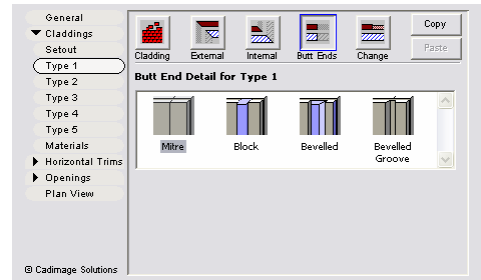 General
Claddings
Setout
Type 1
Type 2
Type 3
Type 4
Type 5
Materials
Horizontal Trims
Openings
Plan View
© Cadimage Solutions
Cladding
External
Internal
Butt Ends
Change
Copy
Paste
Butt End Detail for Type 1
Mitre
Block
Bevelled
Bevelled
Groove